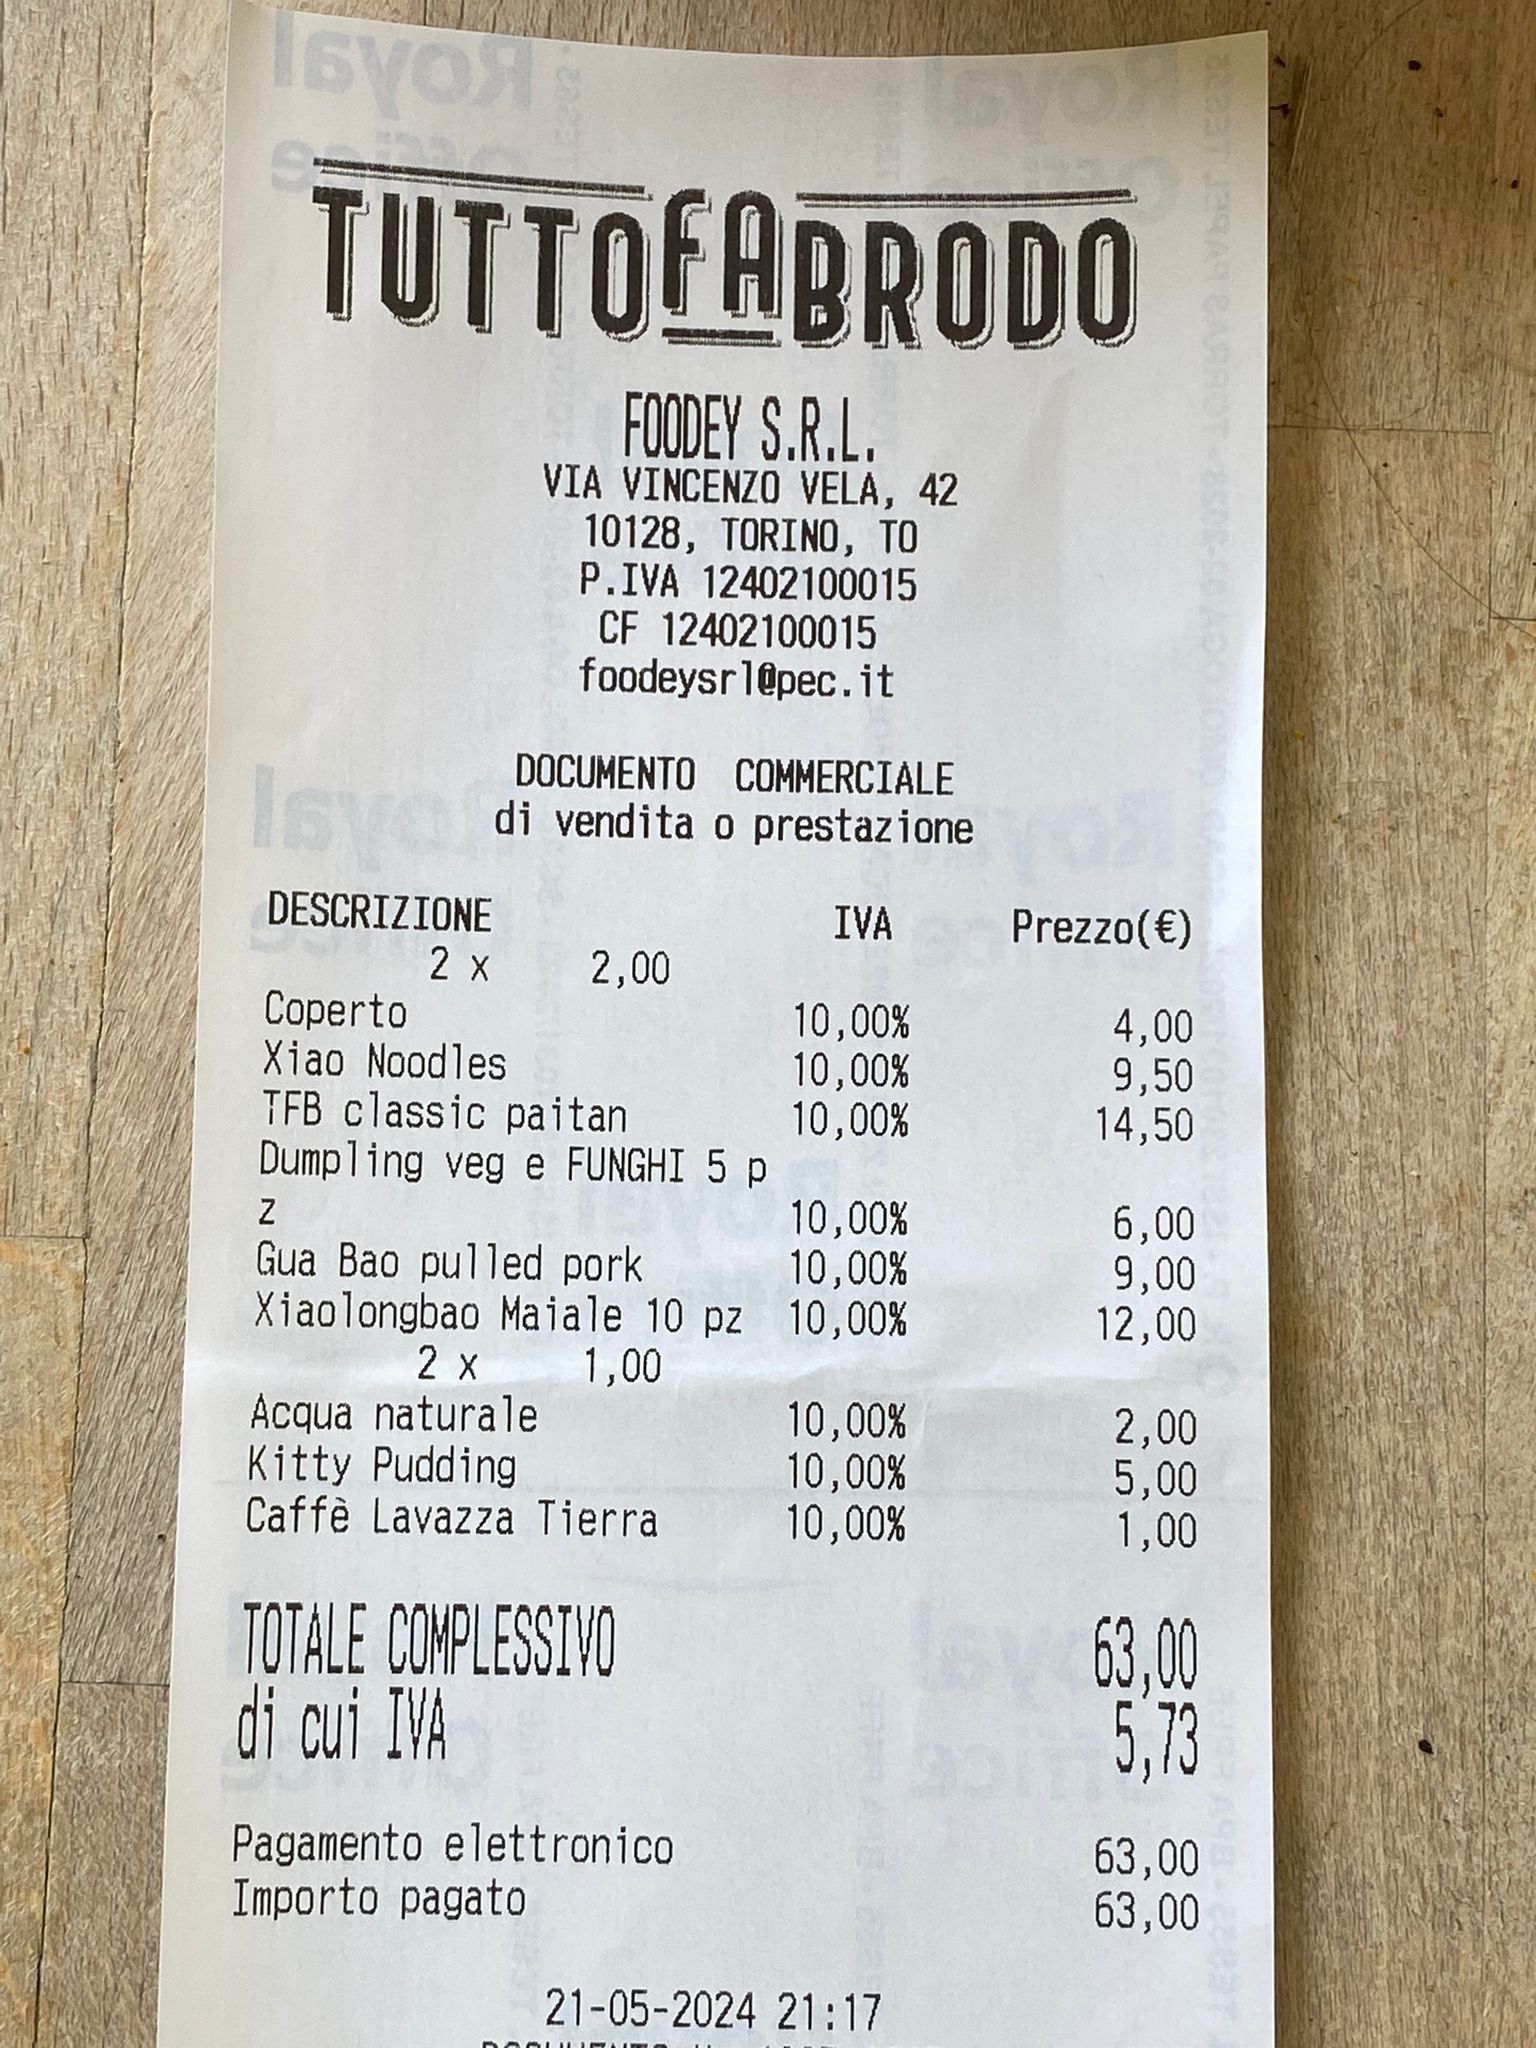 TUTTOFABRODO
FOODEY S.R.L.
VIA VINCENZO VELA, 42
10128, TORINO, TO
P.IVA 12402100015
CF 12402100015
foodeysrl@pec.it
DOCUMENTO COMMERCIALE
di vendita o prestazione
DESCRIZIONE IVA Prezzo(€)
2 x 2,00
Coperto 10,00% 4,00
Xiao Noodles 10,00% 9,50
TFB classic paitan 10,00% 14,50
Dumpling veg e FUNGHI 5 p
z 10,00% 6,00
Gua Bao pulled pork 10,00% 9,00
Xiaolongbao Maiale 10 pz 10,00% 12,00
2 x 1,00
Acqua naturale 10,00% 2,00
Kitty Pudding 10,00% 5,00
Caffè Lavazza Tierra 10,00% 1,00
TOTALE COMPLESSIVO 63,00
di cui IVA 5,73
Pagamento elettronico 63,00
Importo pagato 63,00
21-05-2024 21:17